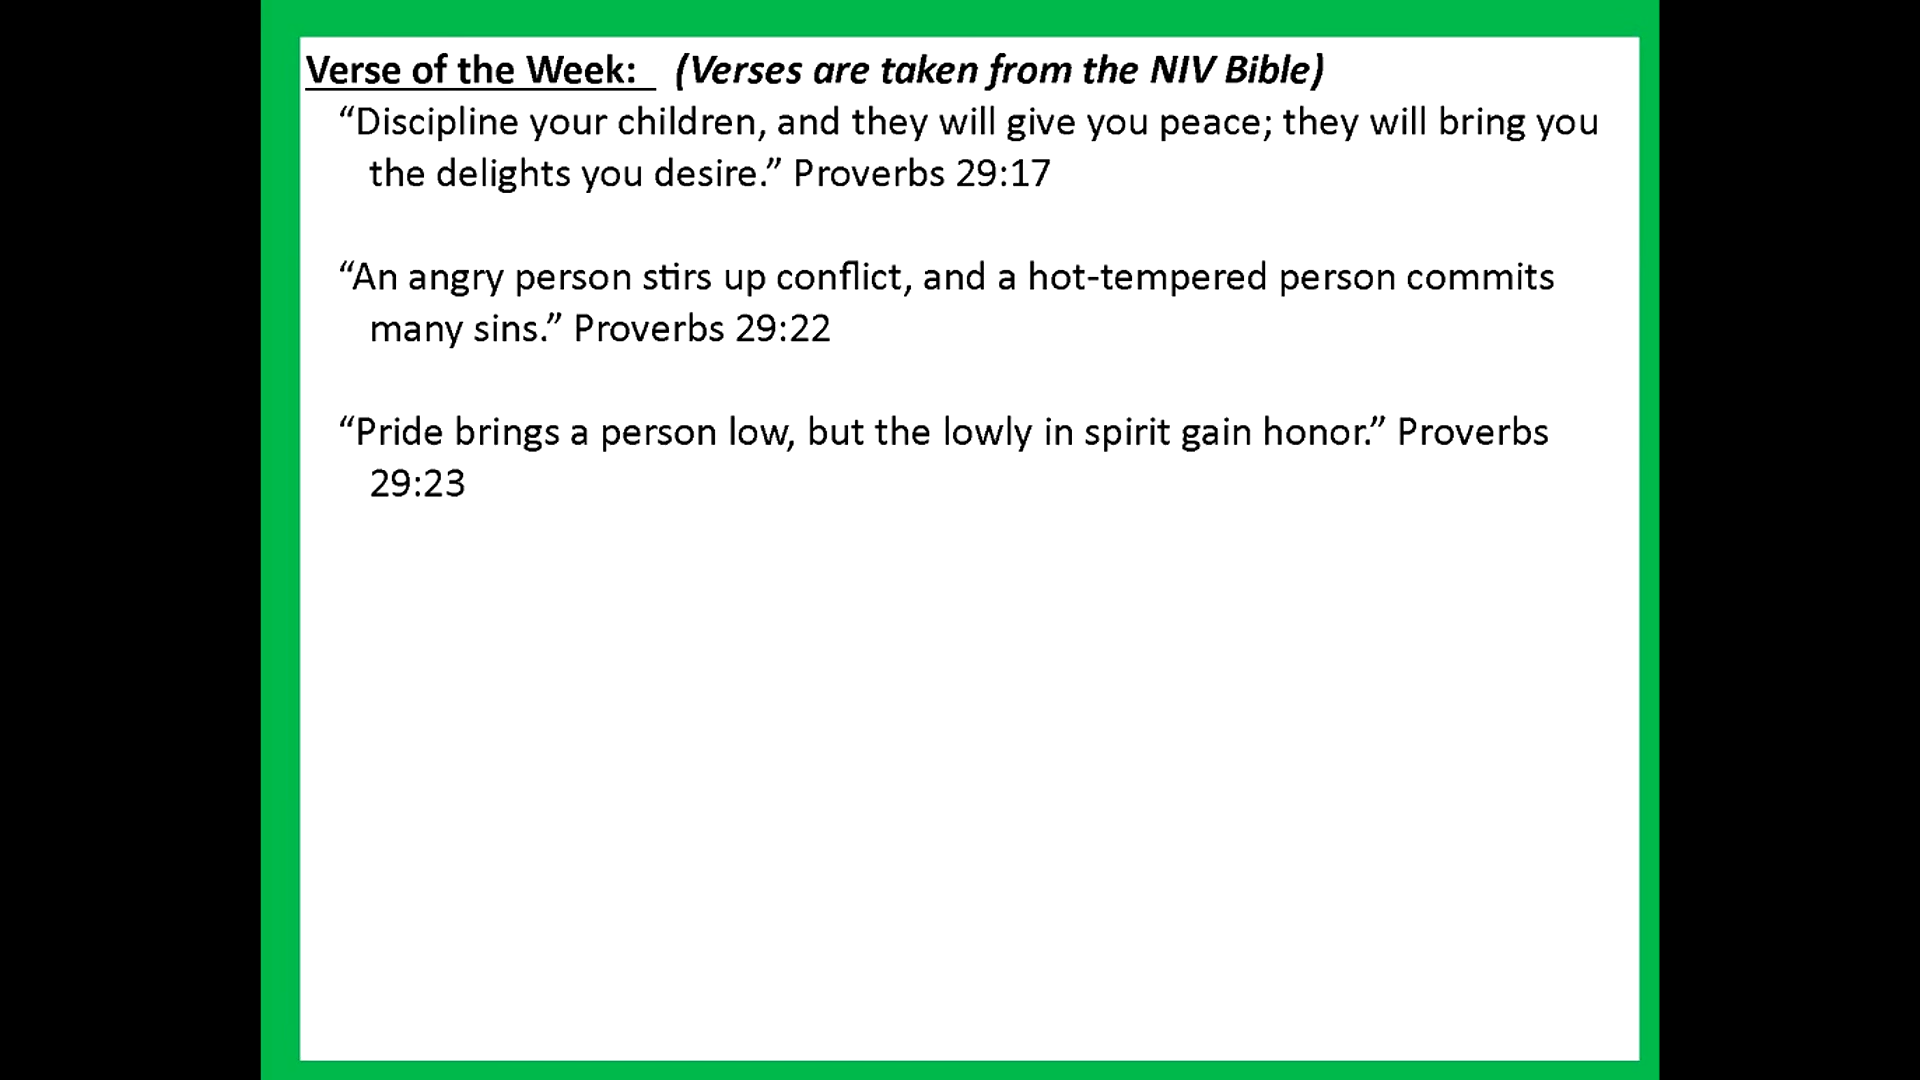 Verse of the Week:   (Verses are taken from the NIV Bible)
“Discipline your children, and they will give you peace; they will bring you
the delights you desire.” Proverbs 29:17
“An angry person stirs up conflict, and a hot-tempered person commits
many sins.” Proverbs 29:22
“Pride brings a person low, but the lowly in spirit gain honor.” Proverbs
29:23